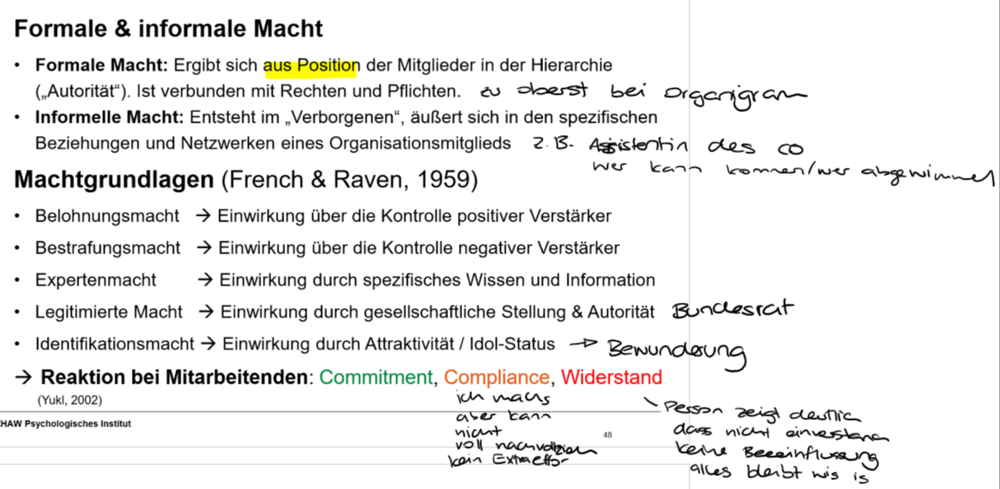 Formale & informale Macht
• Formale Macht: Ergibt sich aus Position der Mitglieder in der Hierarchie
(„Autorität“). Ist verbunden mit Rechten und Pflichten. zu oberst bei Organigram
• Informelle Macht: Entsteht im „Verborgenen“, äußert sich in den spezifischen
Beziehungen und Netzwerken eines Organisationsmitglieds z.B. Assistentin des CO
wer kann kommen/wer abgewimmel
Machtgrundlagen (French & Raven, 1959)
• Belohnungsmacht → Einwirkung über die Kontrolle positiver Verstärker
• Bestrafungsmacht → Einwirkung über die Kontrolle negativer Verstärker
• Expertenmacht → Einwirkung durch spezifisches Wissen und Information
• Legitimierte Macht → Einwirkung durch gesellschaftliche Stellung & Autorität Bundesrat
• Identifikationsmacht → Einwirkung durch Attraktivität / Idol-Status → Bewunderung
→ Reaktion bei Mitarbeitenden: Commitment, Compliance, Widerstand
(Yukl, 2002)
ich machs
aber kann
nicht
voll nachvollziehen
kein Extraeffor
Person zeigt deutlich
dass nicht einverstanden
keine Beeeinflussung
alles bleibt wis is
HAW Psychologisches Institut
48